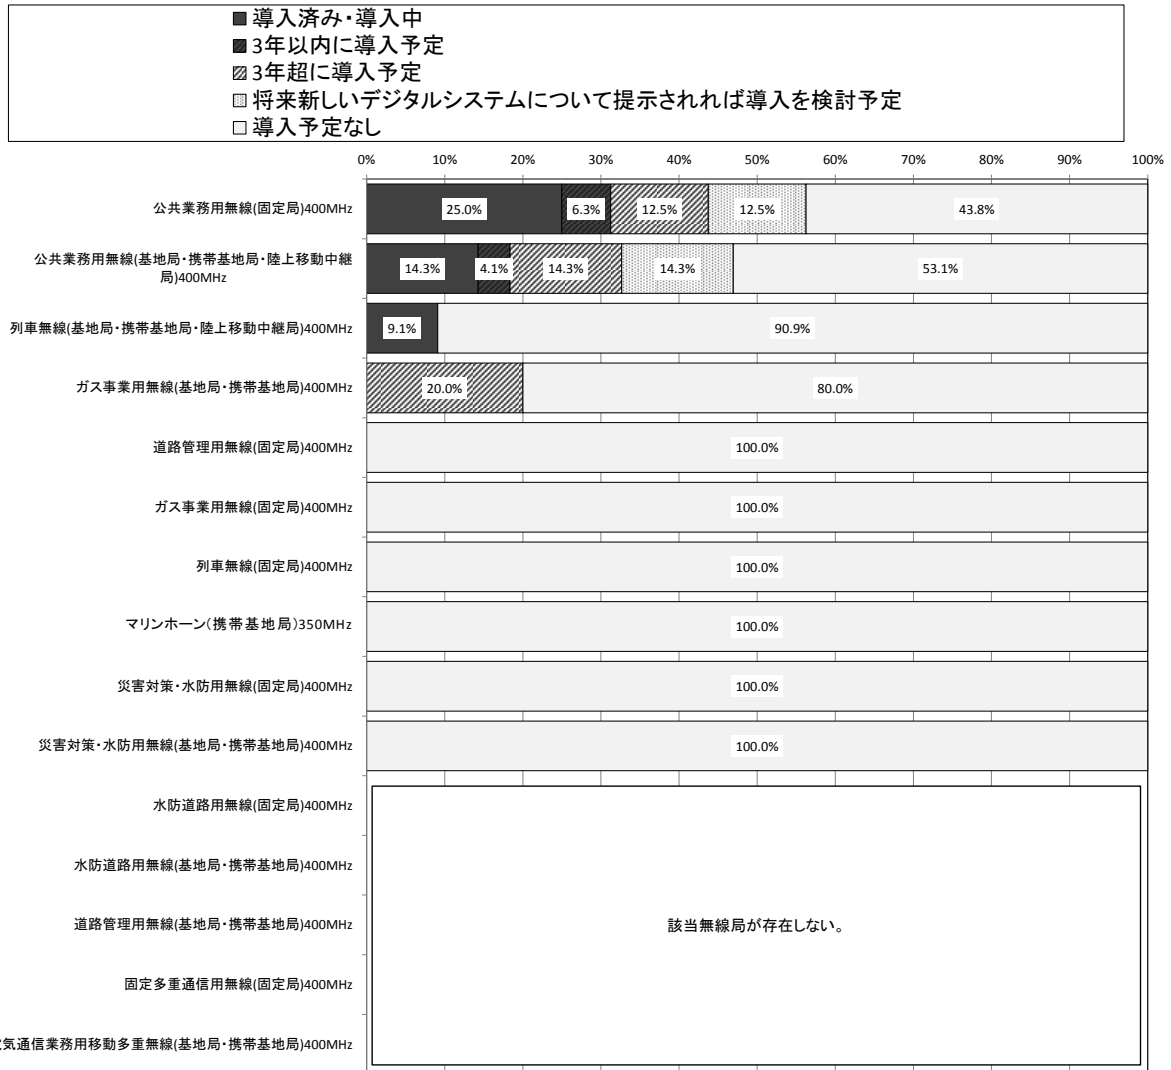 導入済み・導入中
3年以内に導入予定
3年超に導入予定
将来新しいデジタルシステムについて提示されれば導入を検討予定
導入予定なし
0% 10% 20% 30% 40% 50% 60% 70% 80% 90% 100%
公共業務用無線(固定局)400MHz 25.0% 6.3% 12.5% 12.5% 43.8%
公共業務用無線(基地局・携帯基地局・陸上移動中継
局)400MHz 14.3% 4.1% 14.3% 14.3% 53.1%
列車無線(基地局・携帯基地局・陸上移動中継局)400MHz 9.1% 90.9%
ガス事業用無線(基地局・携帯基地局)400MHz 20.0% 80.0%
道路管理用無線(固定局)400MHz 100.0%
ガス事業用無線(固定局)400MHz 100.0%
列車無線(固定局)400MHz 100.0%
マリンホーン(携帯基地局)350MHz 100.0%
災害対策・水防用無線(固定局)400MHz 100.0%
災害対策・水防用無線(基地局・携帯基地局)400MHz 100.0%
水防道路用無線(固定局)400MHz
水防道路用無線(基地局・携帯基地局)400MHz
道路管理用無線(基地局・携帯基地局)400MHz 該当無線局が存在しない。
固定多重通信用無線(固定局)400MHz
気通信業務用移動多重無線(基地局・携帯基地局)400MHz